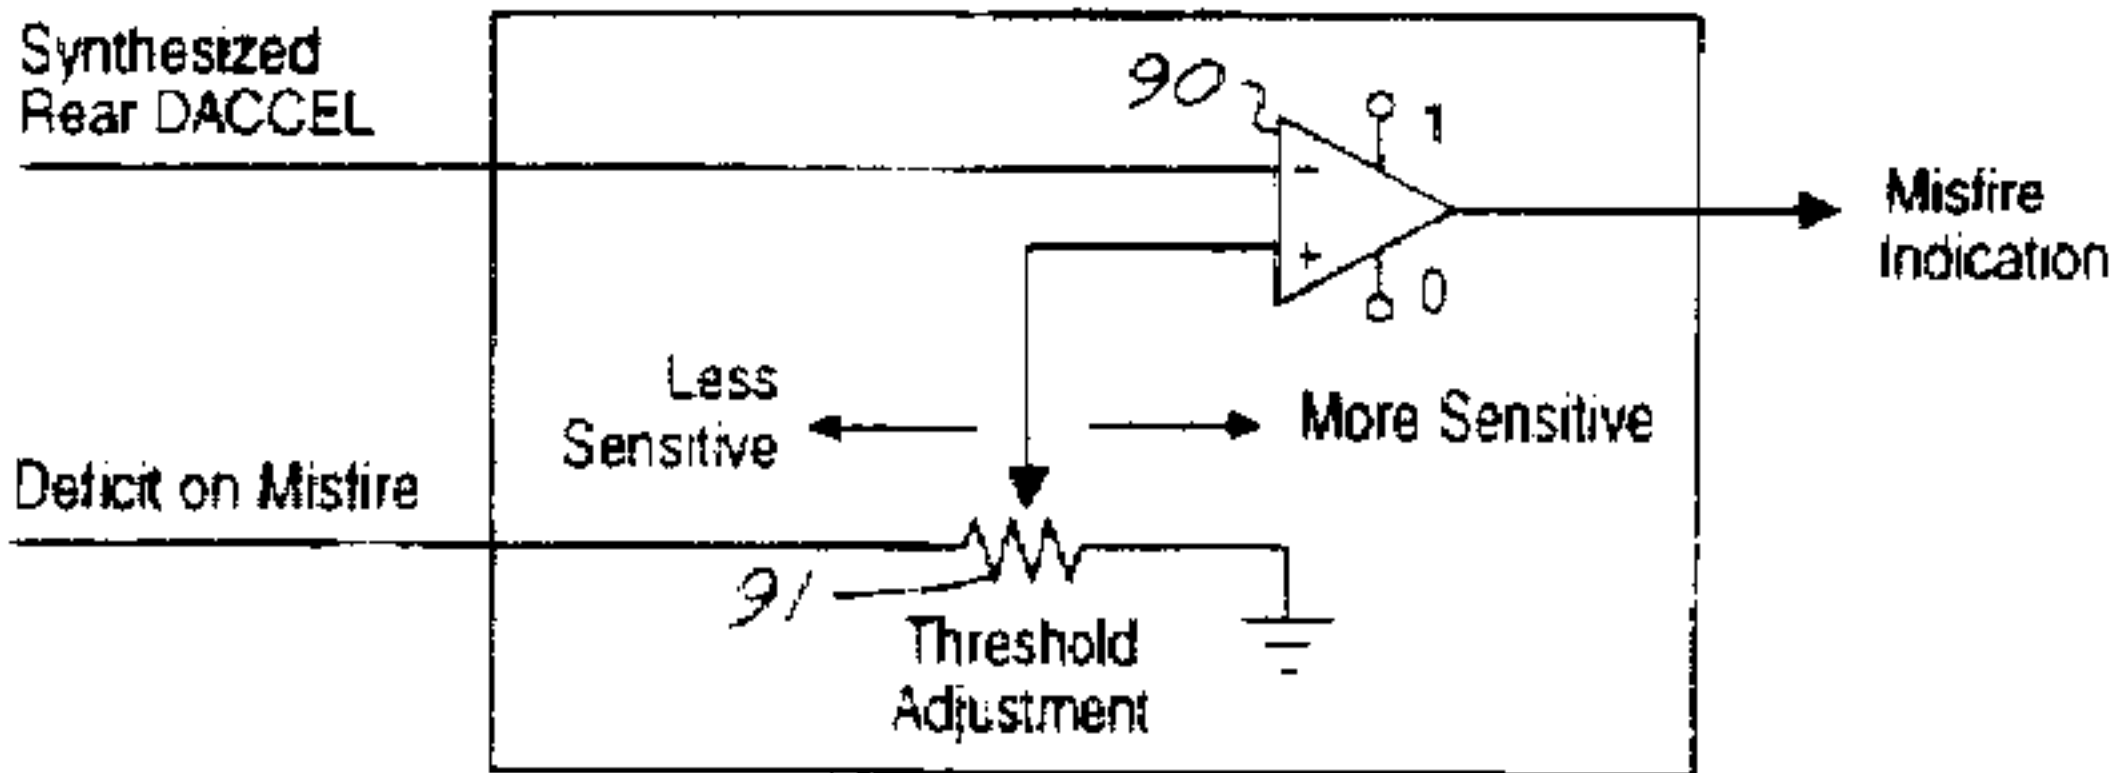 Synthesized
Rear DACCEL
90
1
-
+
0
Misfire
Indication
Less
Sensitive
More Sensitive
Deficit on Misfire
91
Threshold
Adjustment